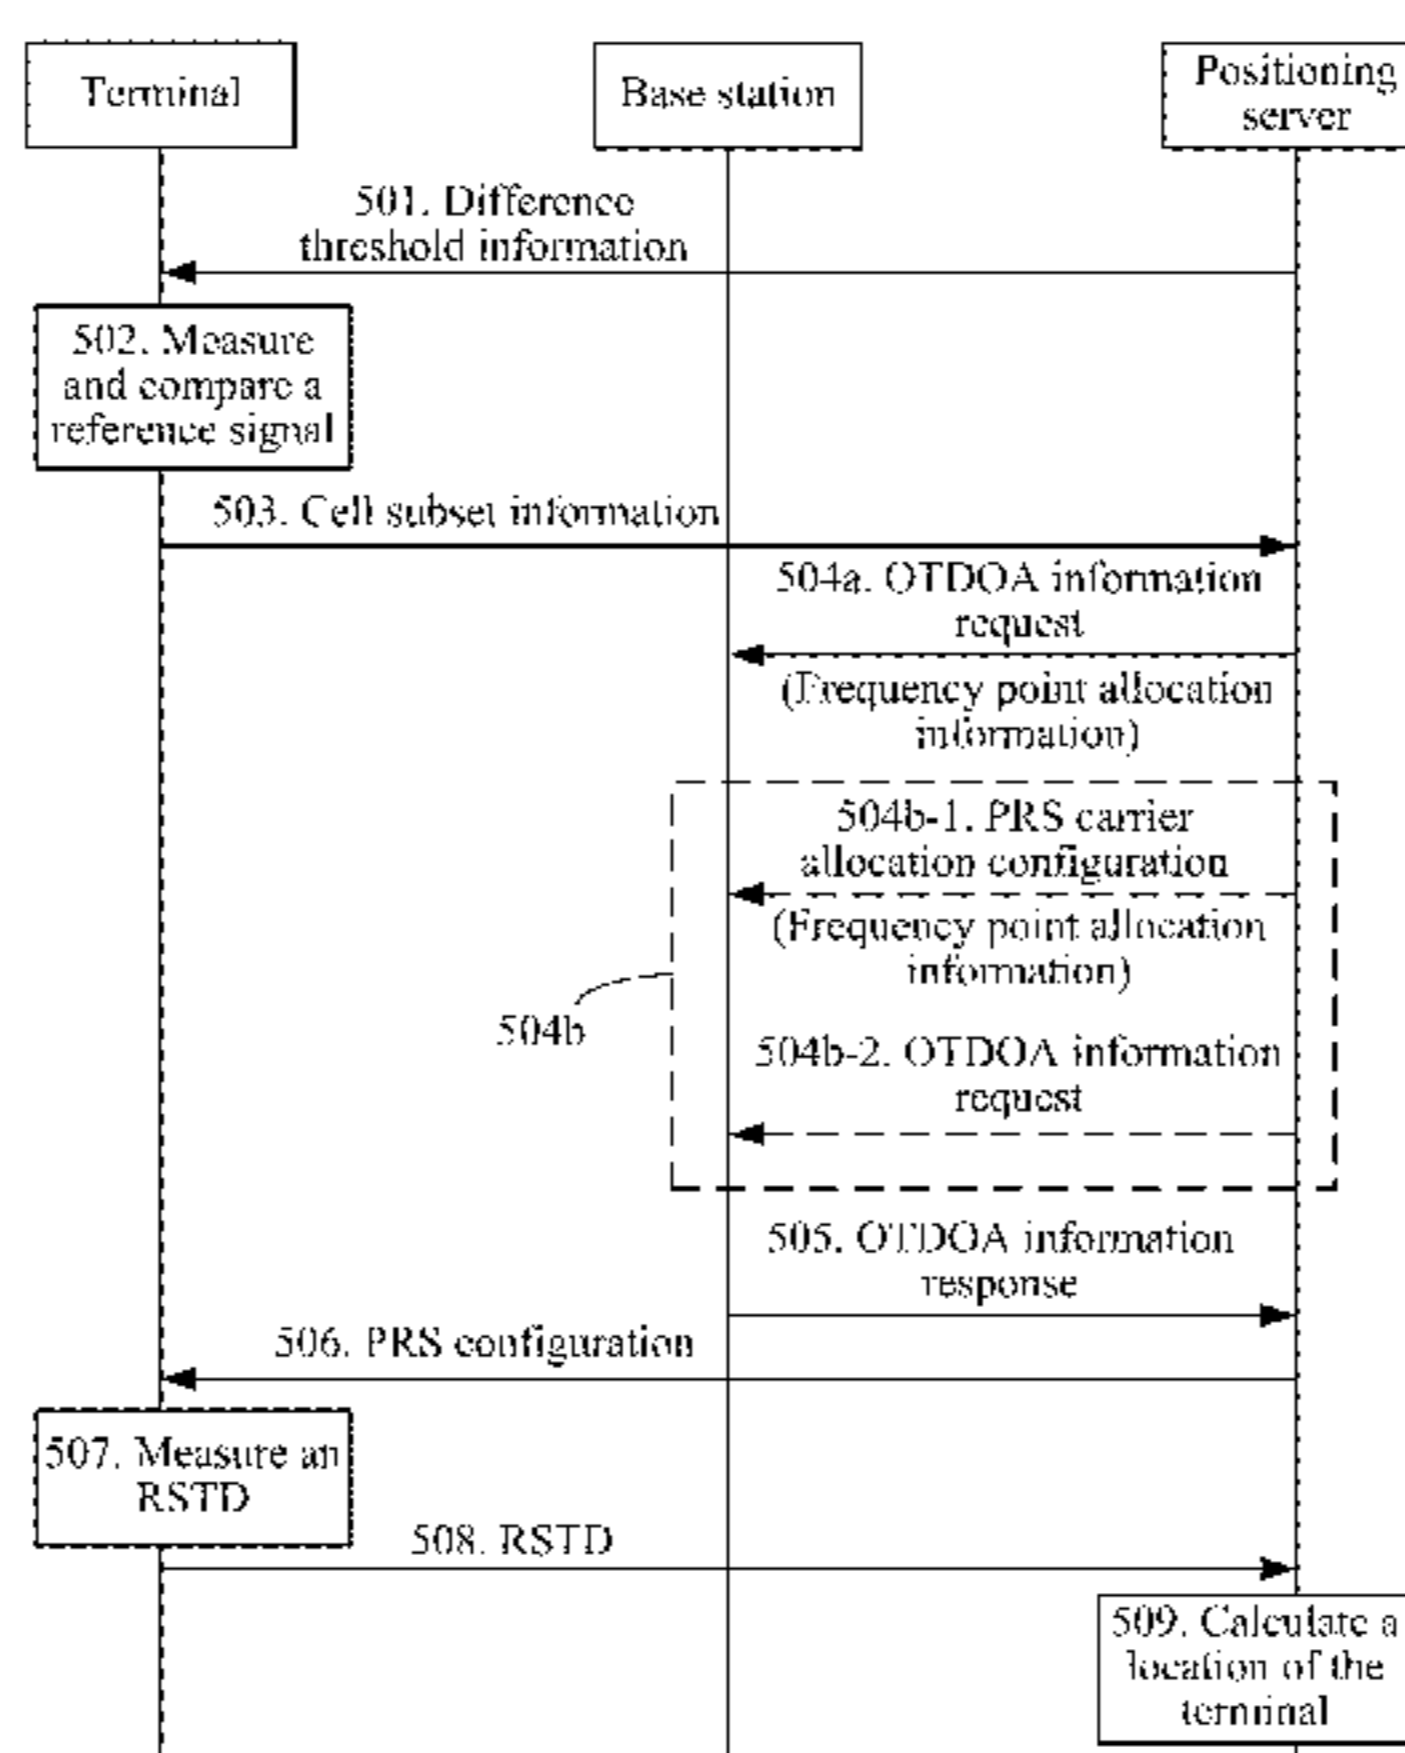 Terminal
Base station
Positioning
server
501. Difference
threshold information
502. Measure
and compare a
reference signal
503. Cell subset information
504a. OTDOA information
request
(Frequency point allocation
information)
504b-1. PRS carrier
allocation configuration
(Frequency point allocation
information)
504b
504b-2. OTDOA information
request
505. OTDOA information
response
506. PRS configuration
507. Measure an
RSTD
508. RSTD
509. Calculate a
location of the
terminal